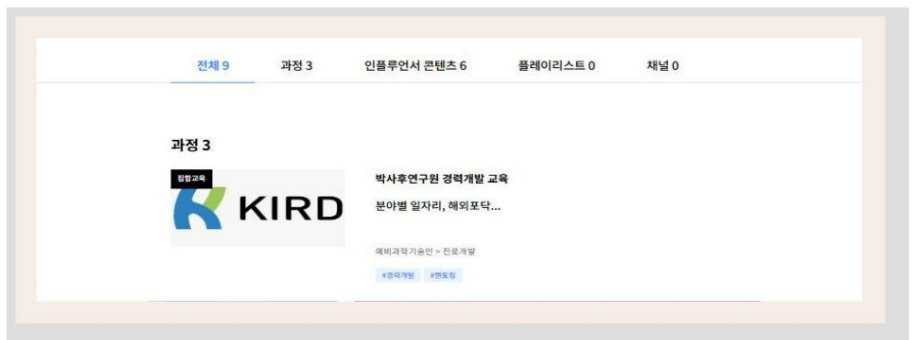 전체 9 과정 3 인플루언서 콘텐츠 6 플레이리스트 0 채널 0
과정 3
집합교육
KIRD
박사후연구원 경력개발 교육
분야별 일자리, 해외포닥...
예비과학기술인 > 진로개발
#경력개발 #멘토링